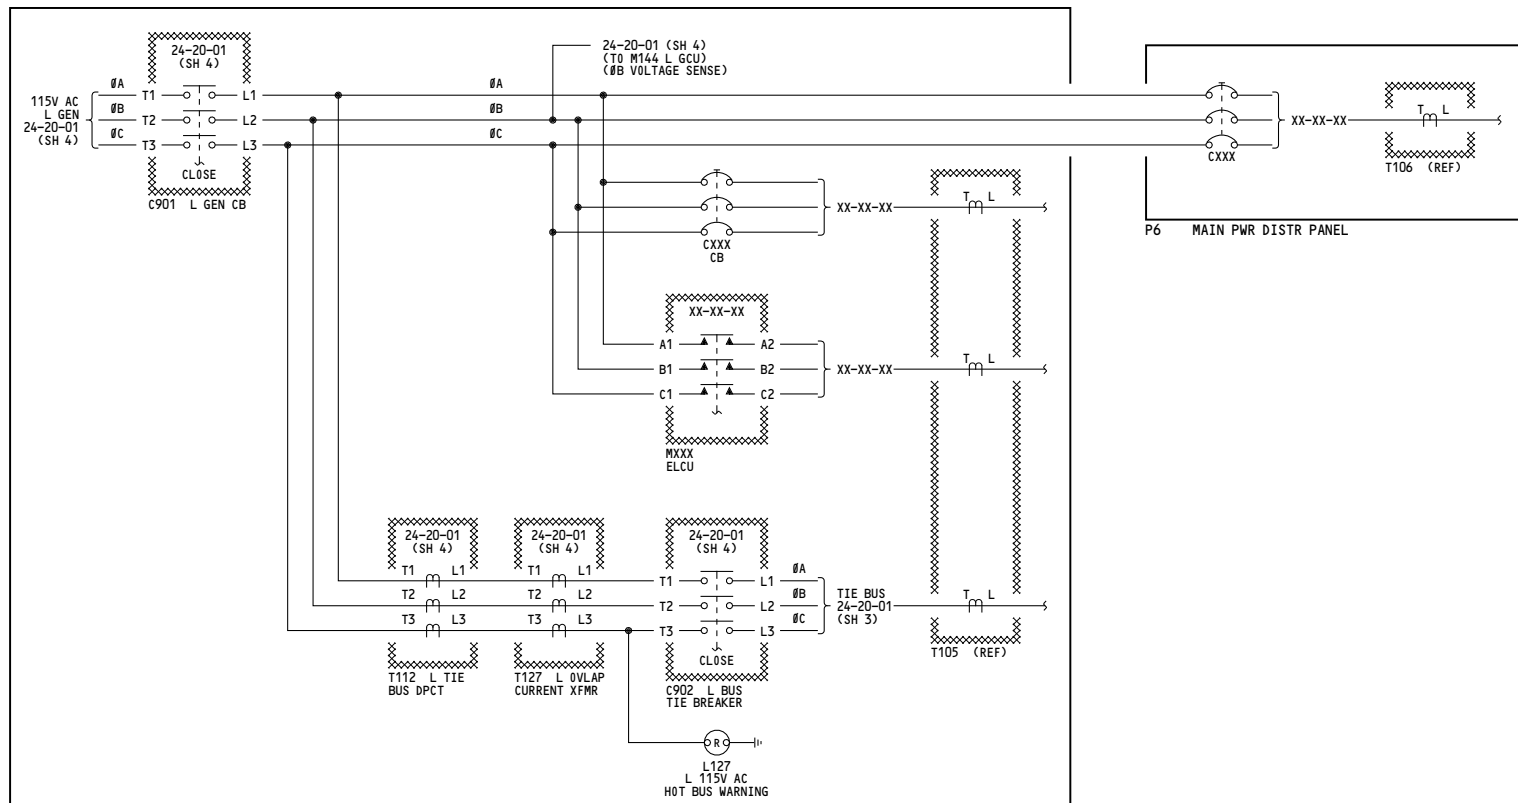 24-20-01
(SH 4)
24-20-01 (SH 4)
(TO M144 L GCU)
(ØB VOLTAGE SENSE)
115V AC
L GEN
24-20-01
(SH 4)
ØA
T1
L1
ØA
ØB
T2
L2
ØB
ØC
T3
L3
ØC
CLOSE
C901 L GEN CB
CXXX
XX-XX-XX
T L
T106 (REF)
P6 MAIN PWR DISTR PANEL
CXXX
CB
XX-XX-XX
T L
XX-XX-XX
A1
A2
B1
B2
C1
C2
XX-XX-XX
T L
MXXX
ELCU
24-20-01
(SH 4)
24-20-01
(SH 4)
24-20-01
(SH 4)
T1 L1
T1 L1
T1
L1
ØA
T2 L2
T2 L2
T2
L2
ØB
T3 L3
T3 L3
T3
L3
ØC
CLOSE
TIE BUS
24-20-01
(SH 3)
T L
T105 (REF)
T112 L TIE
BUS DPCT
T127 L OVLAP
CURRENT XFMR
C902 L BUS
TIE BREAKER
R
L127
L 115V AC
HOT BUS WARNING